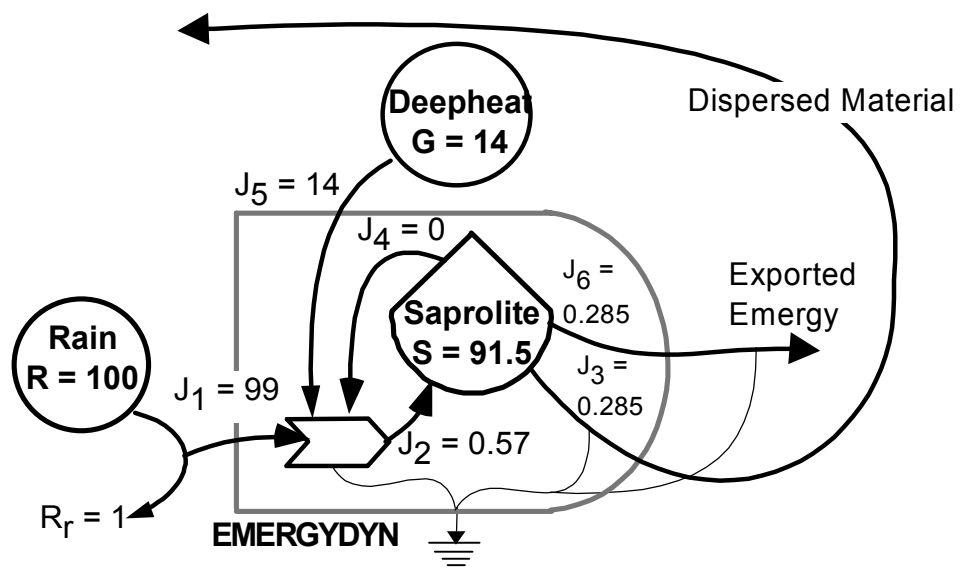 Dispersed Material
Deepheat
G = 14
J5 = 14
J4 = 0
J6 =
0.285
Exported
Emergy
Saprolite
S = 91.5
Rain
R = 100
J3 =
0.285
J1 = 99
J2 = 0.57
Rr = 1
EMERGYDYN